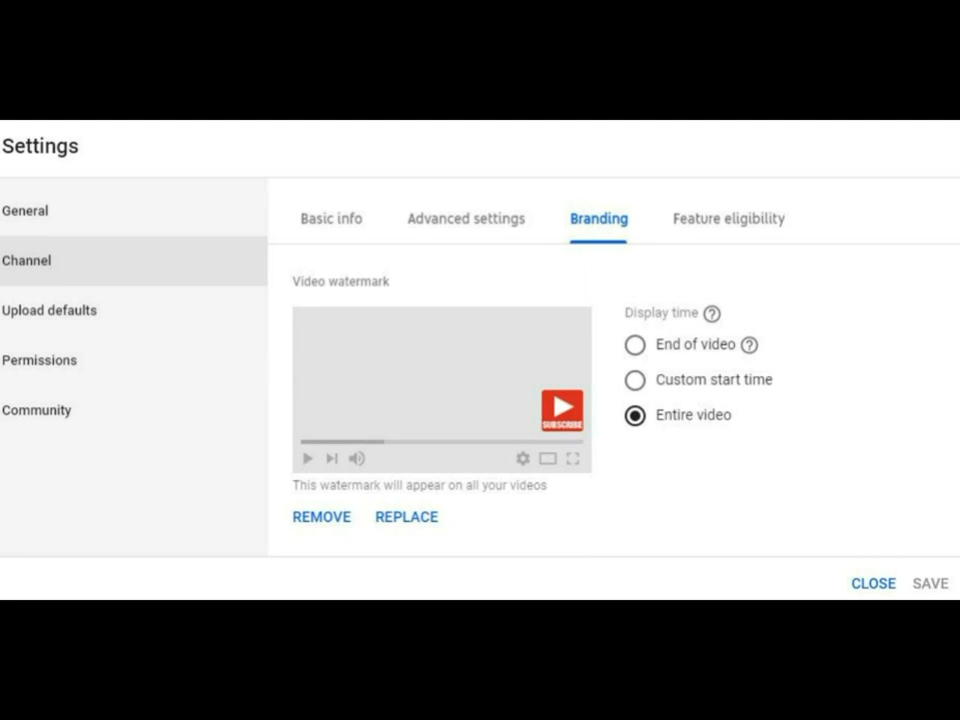 Settings
General
Channel
Upload defaults
Permissions
Community
Basic info Advanced settings Branding Feature eligibility
Video watermark
SUBSCRIBE
This watermark will appear on all your videos
REMOVE REPLACE
Display time ?
End of video ?
Custom start time
Entire video
CLOSE SAVE